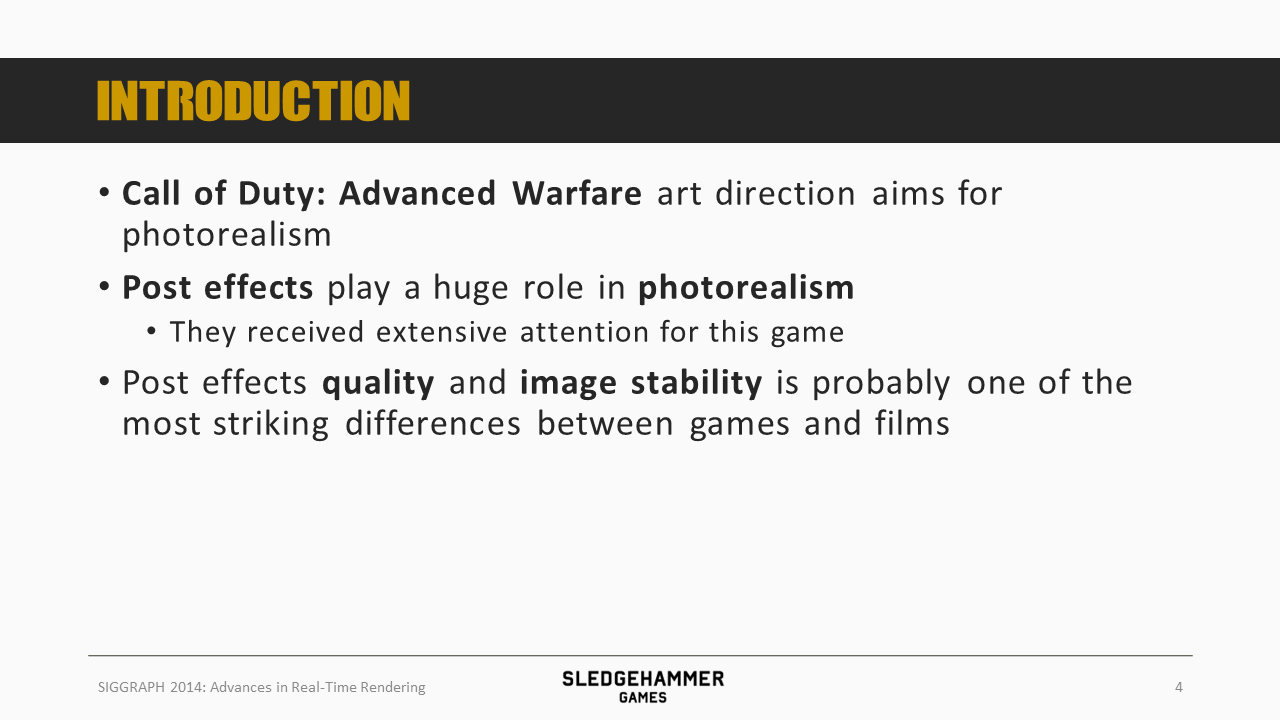 INTRODUCTION
• Call of Duty: Advanced Warfare art direction aims for
photorealism
• Post effects play a huge role in photorealism
• They received extensive attention for this game
• Post effects quality and image stability is probably one of the
most striking differences between games and films
SIGGRAPH 2014: Advances in Real-Time Rendering
SLEDGEHAMMER
GAMES
4